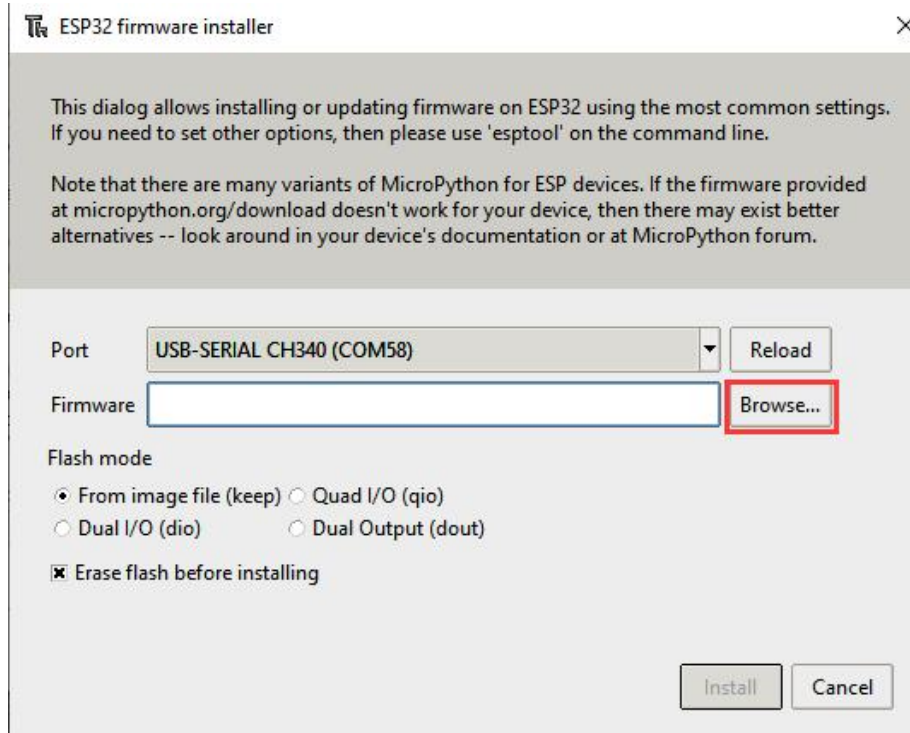 ESP32 firmware installer
This dialog allows installing or updating firmware on ESP32 using the most common settings.
If you need to set other options, then please use 'esptool' on the command line.
Note that there are many variants of MicroPython for ESP devices. If the firmware provided
at micropython.org/download doesn't work for your device, then there may exist better
alternatives -- look around in your device's documentation or at MicroPython forum.
Port USB-SERIAL CH340 (COM58) Reload
Firmware Browse...
Flash mode
From image file (keep) Quad I/O (qio)
Dual I/O (dio) Dual Output (dout)
Erase flash before installing
Install Cancel